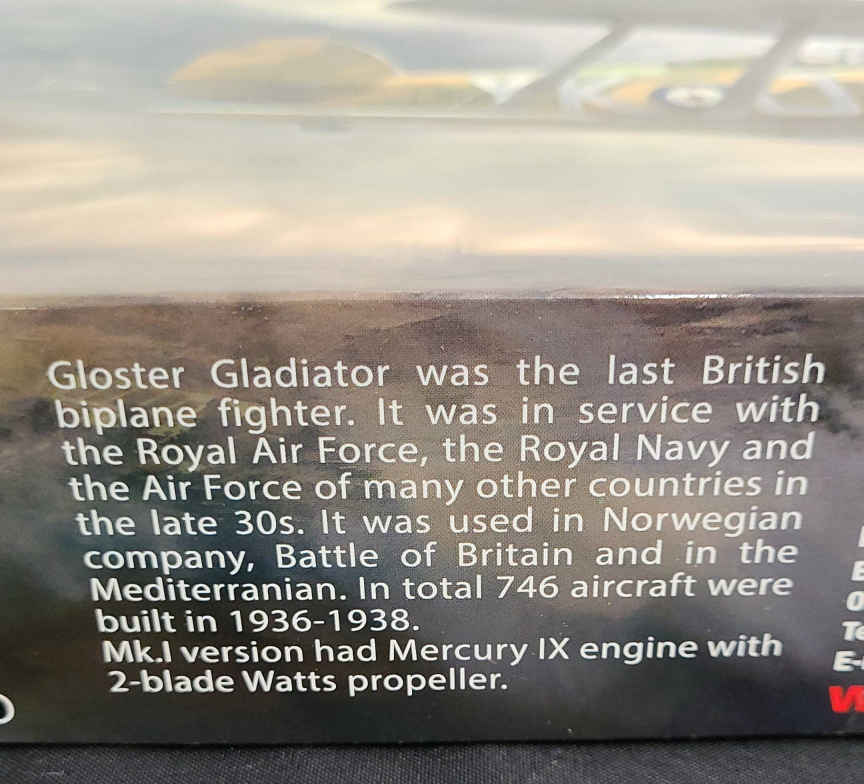 Gloster Gladiator was the last British
biplane fighter. It was in service with
the Royal Air Force, the Royal Navy and
the Air Force of many other countries in
the late 30s. It was used in Norwegian
company, Battle of Britain and in the
Mediterranian. In total 746 aircraft were
built in 1936-1938.
Mk.I version had Mercury IX engine with
2-blade Watts propeller.